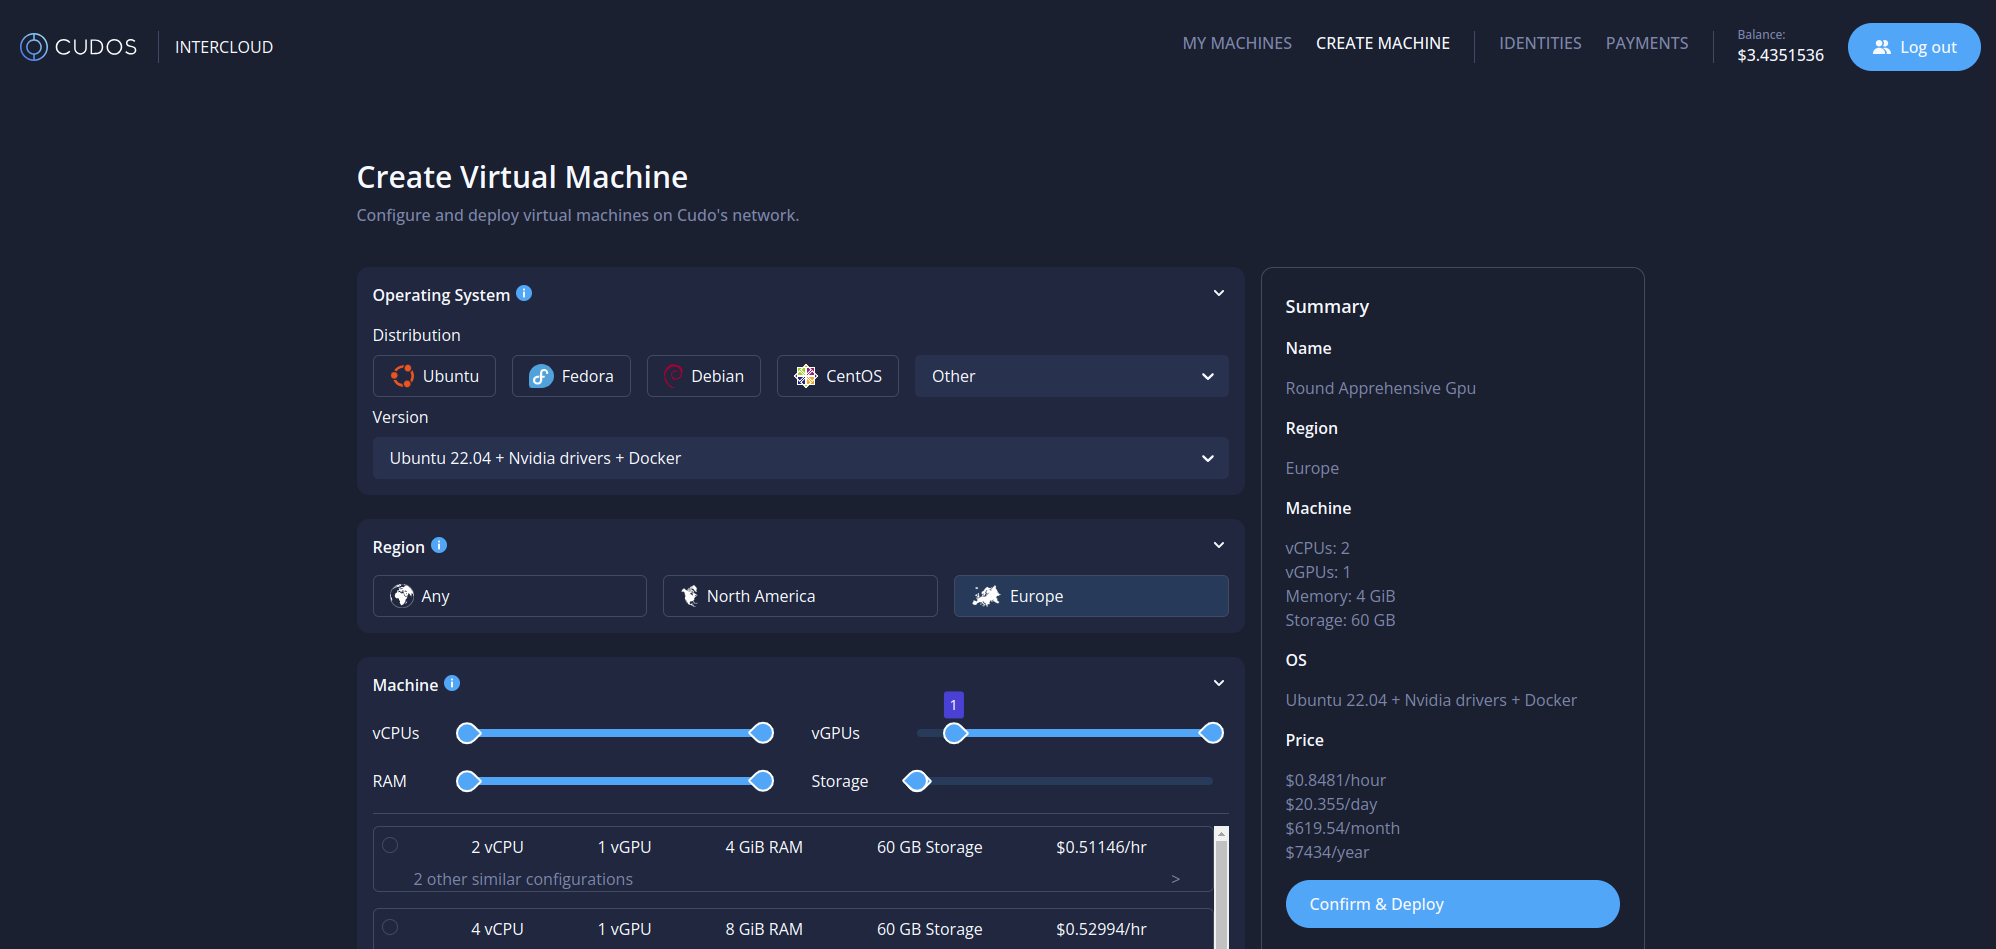 CUDOS INTERCLOUD MY MACHINES CREATE MACHINE IDENTITIES PAYMENTS Balance: $3.4351536 Log out
Create Virtual Machine
Configure and deploy virtual machines on Cudo's network.
Operating System
Distribution
Ubuntu Fedora Debian CentOS Other
Version
Ubuntu 22.04 + Nvidia drivers + Docker
Region
Any North America Europe
Machine
1
vCPUs vGPUs
RAM Storage
2 vCPU 1 vGPU 4 GiB RAM 60 GB Storage $0.51146/hr
2 other similar configurations >
4 vCPU 1 vGPU 8 GiB RAM 60 GB Storage $0.52994/hr
Summary
Name
Round Apprehensive Gpu
Region
Europe
Machine
vCPUs: 2
vGPUs: 1
Memory: 4 GiB
Storage: 60 GB
OS
Ubuntu 22.04 + Nvidia drivers + Docker
Price
$0.8481/hour
$20.355/day
$619.54/month
$7434/year
Confirm & Deploy